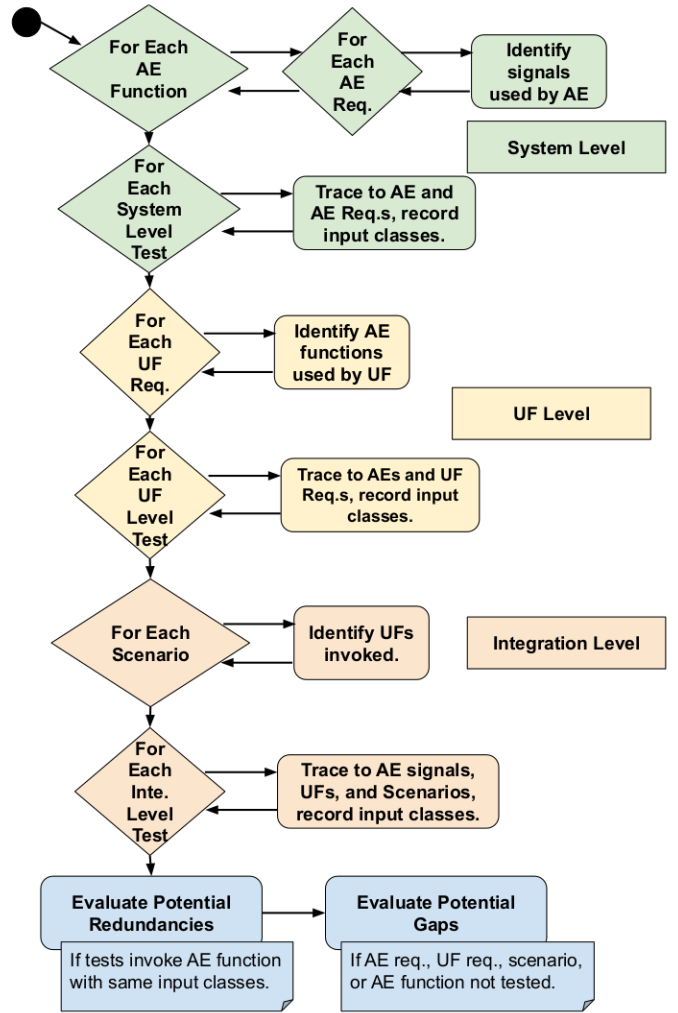 For Each
AE
Function
For
Each
AE
Req.
Identify
signals
used by AE
System Level
For
Each
System
Level
Test
Trace to AE and
AE Req.s, record
input classes.
For
Each
UF
Req.
Identify AE
functions
used by UF
UF Level
For
Each
UF
Level
Test
Trace to AEs and UF
Req.s, record input
classes.
For Each
Scenario
Identify UFs
invoked.
Integration Level
For
Each
Inte.
Level
Test
Trace to AE signals,
UFs, and Scenarios,
record input classes.
Evaluate Potential
Redundancies
If tests invoke AE function
with same input classes.
Evaluate Potential
Gaps
If AE req., UF req., scenario,
or AE function not tested.